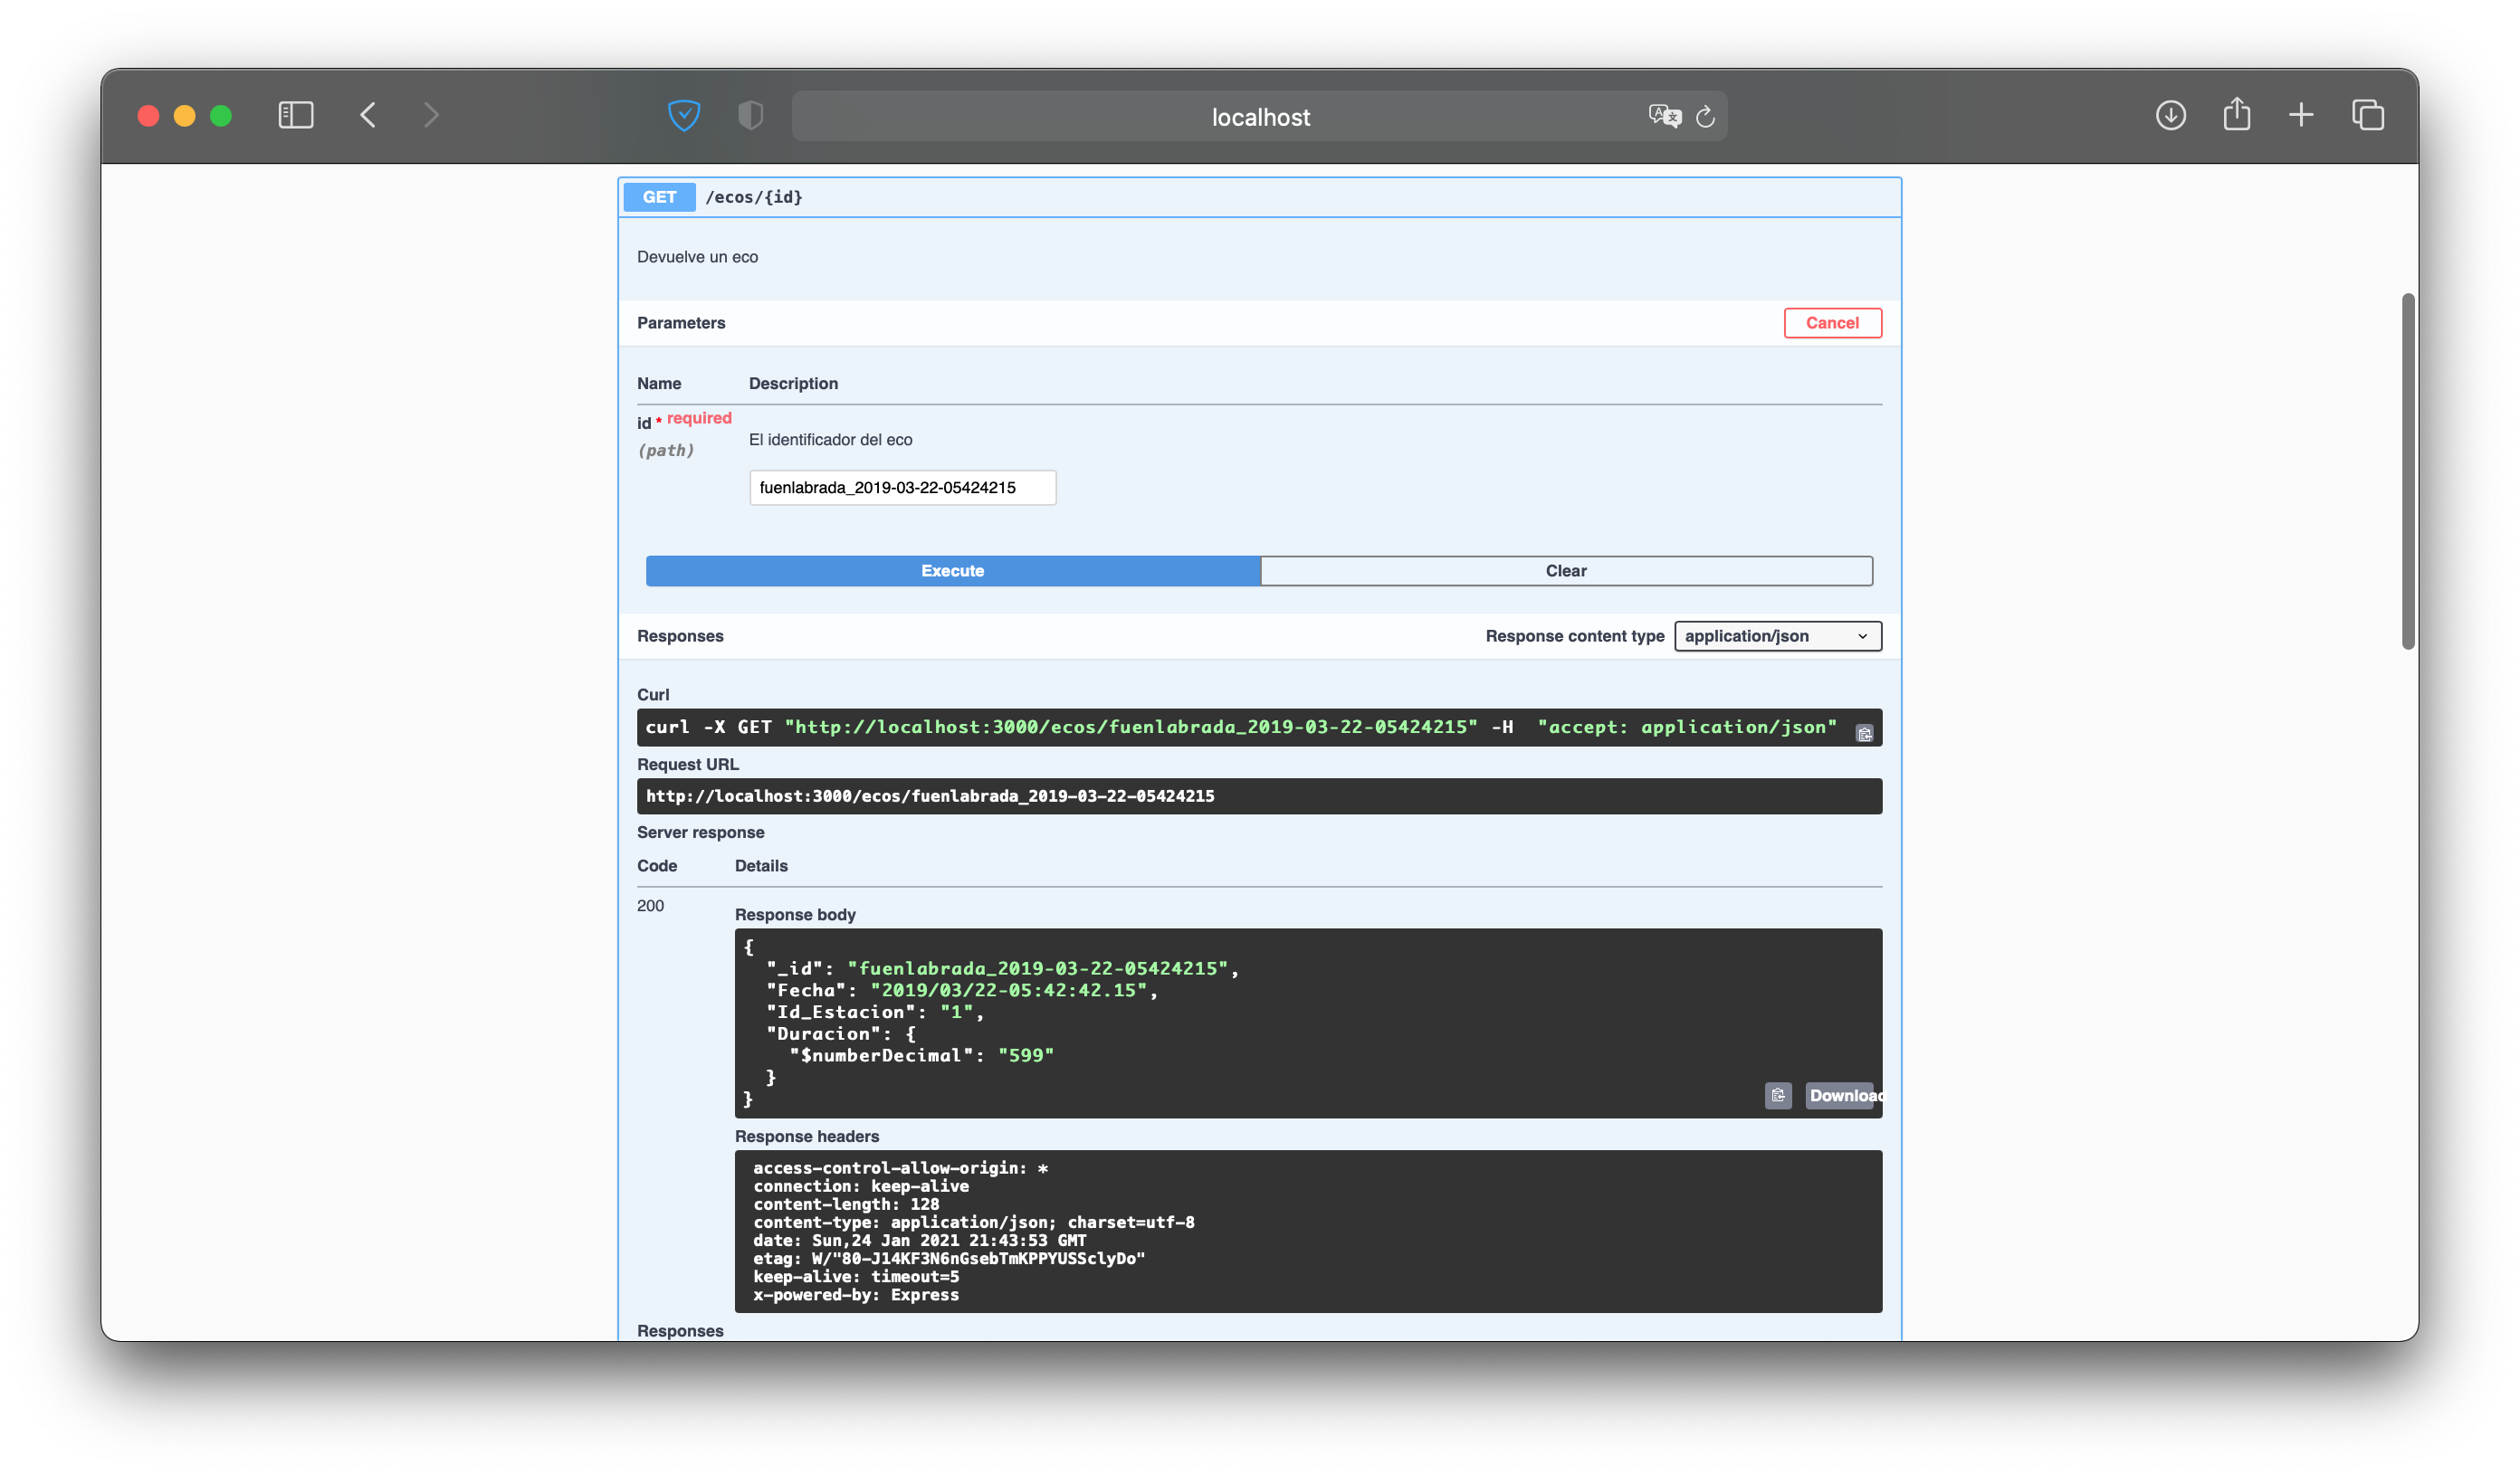 localhost
GET /ecos/{id}
Devuelve un eco
Parameters
Cancel
Name Description
id * required
(path)
El identificador del eco
fuenlabrada_2019-03-22-05424215
Execute Clear
Responses Response content type application/json
Curl
curl -X GET "http://localhost:3000/ecos/fuenlabrada_2019-03-22-05424215" -H  "accept: application/json"
Request URL
http://localhost:3000/ecos/fuenlabrada_2019-03-22-05424215
Server response
Code Details
200
Response body
{
  "_id": "fuenlabrada_2019-03-22-05424215",
  "Fecha": "2019/03/22-05:42:42.15",
  "Id_Estacion": "1",
  "Duracion": {
    "$numberDecimal": "599"
  }
}
Download
Response headers
access-control-allow-origin: *
connection: keep-alive
content-length: 128
content-type: application/json; charset=utf-8
date: Sun,24 Jan 2021 21:43:53 GMT
etag: W/"80-J14KF3N6nGsebTmKPPYUSSclyDo"
keep-alive: timeout=5
x-powered-by: Express
Responses